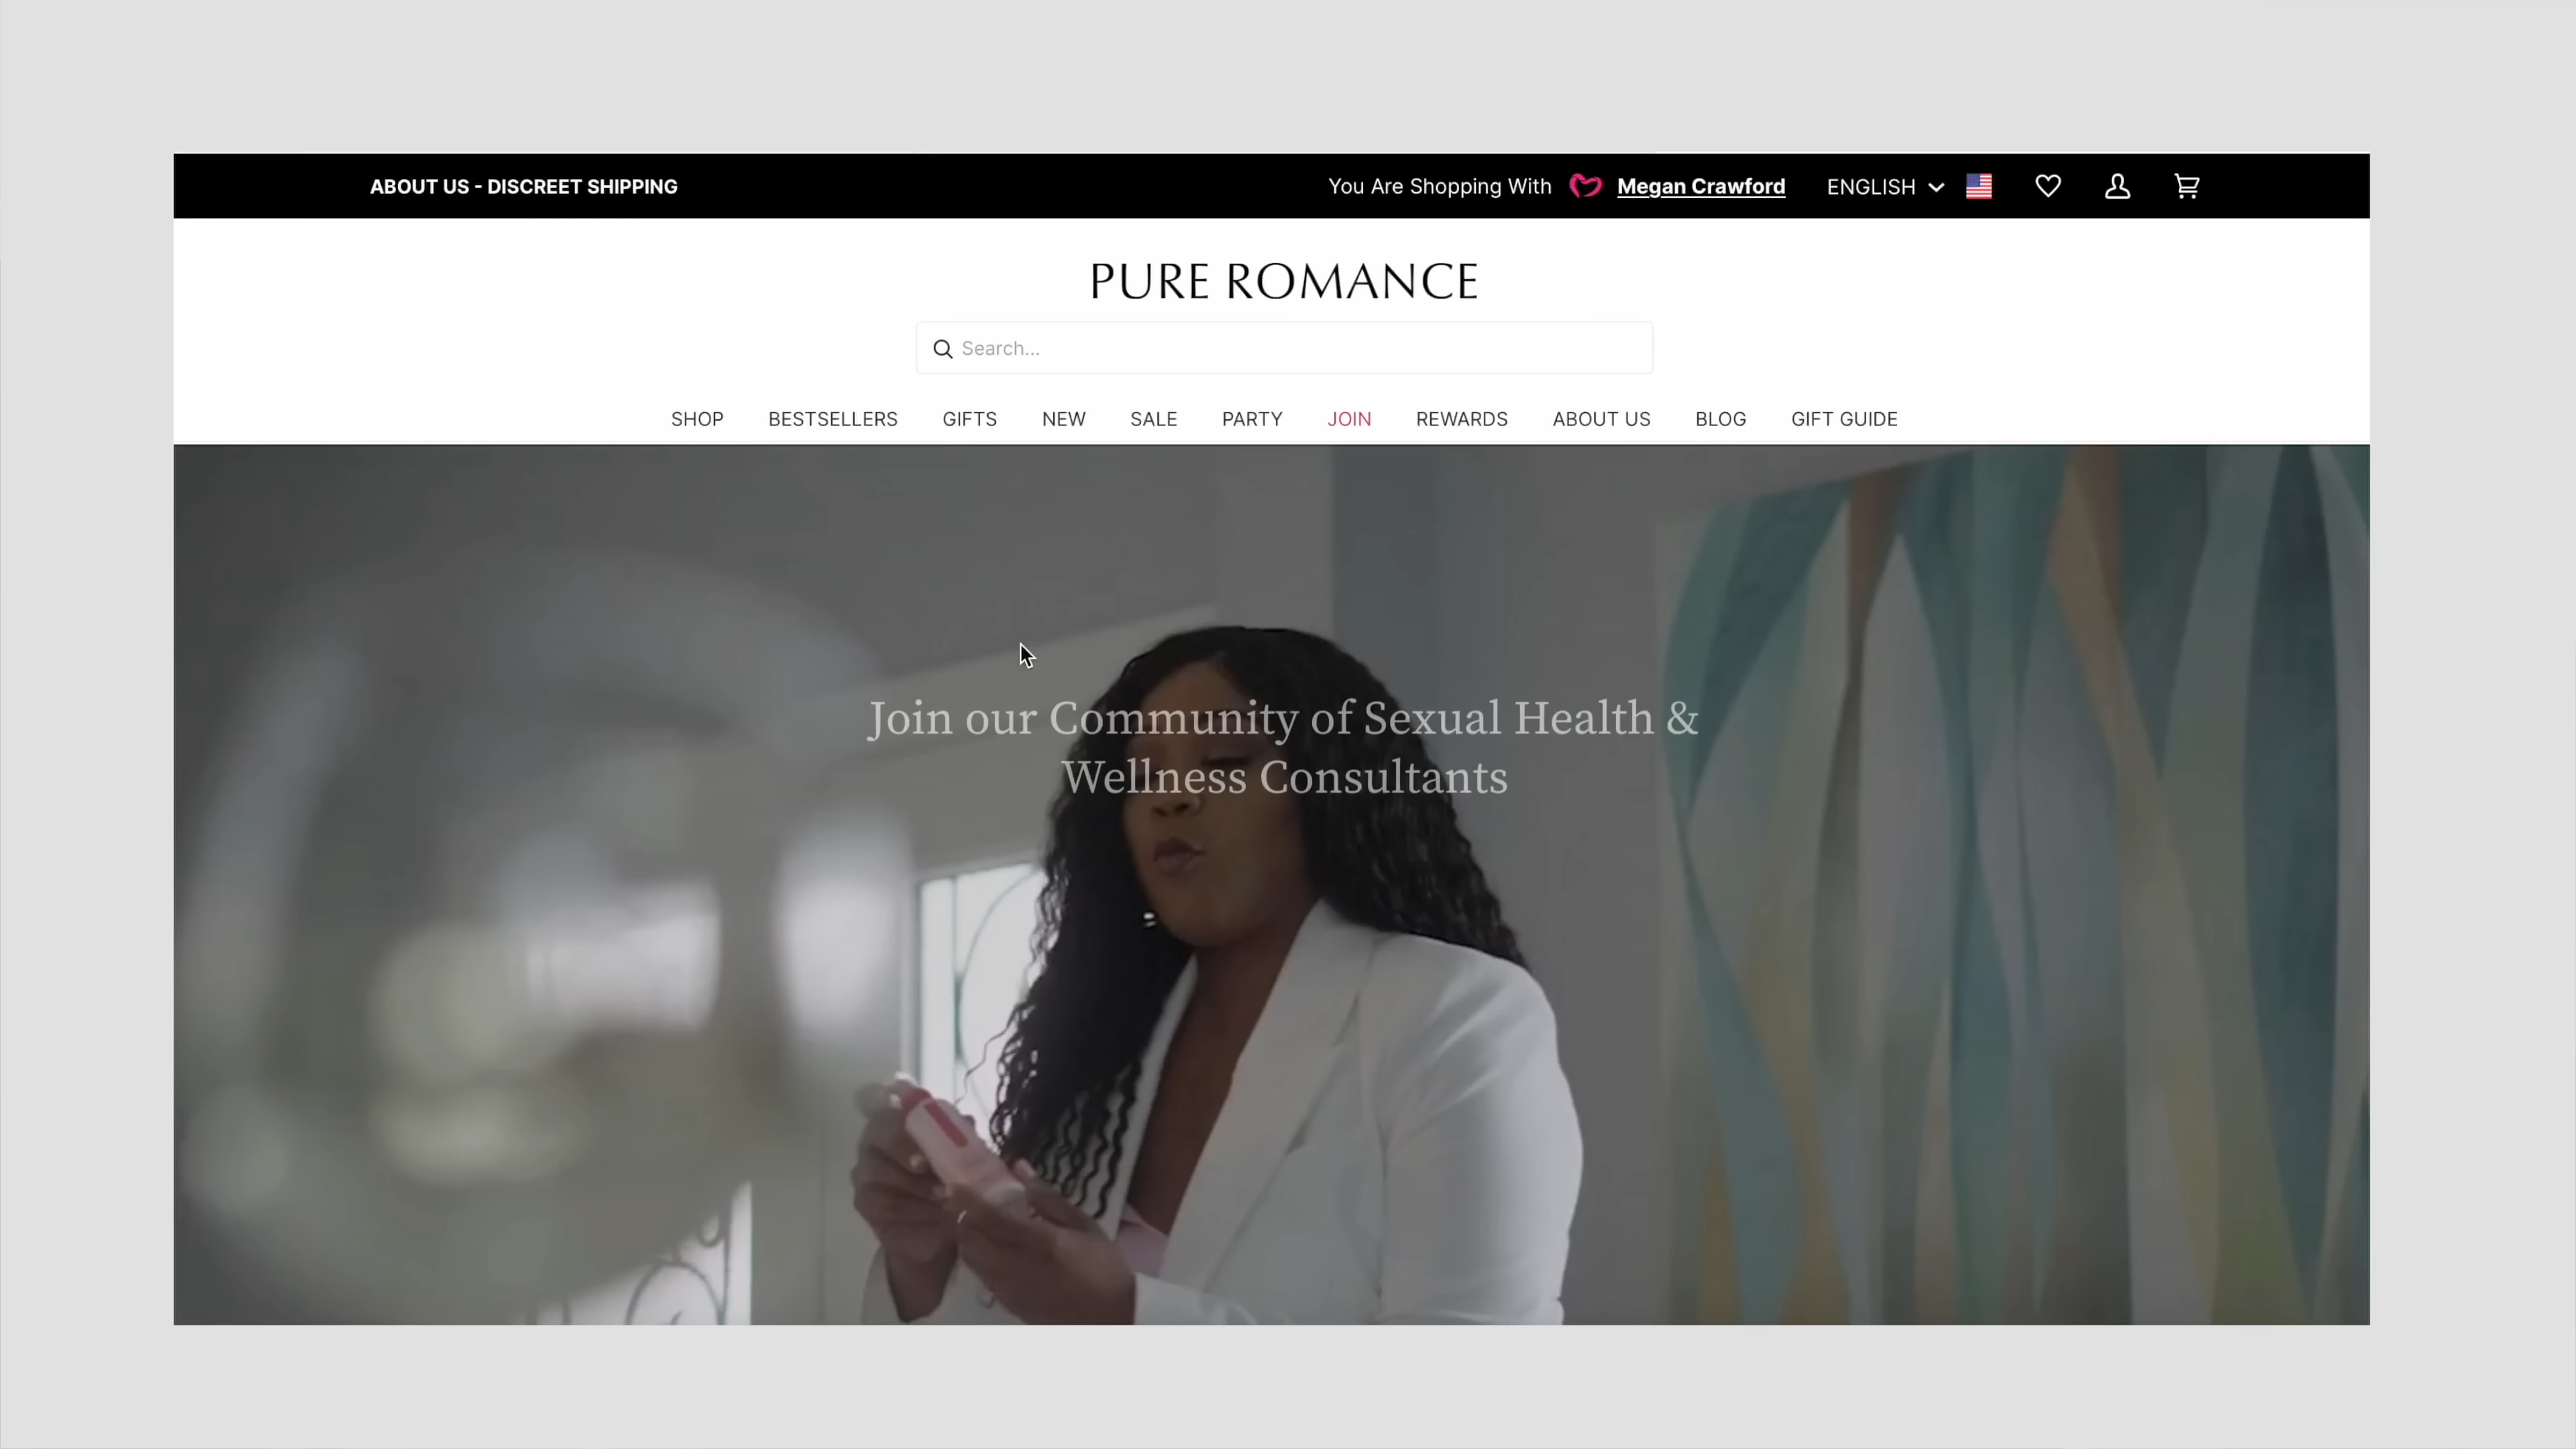 ABOUT US - DISCREET SHIPPING
You Are Shopping With Megan Crawford
ENGLISH
PURE ROMANCE
Search...
SHOP BESTSELLERS GIFTS NEW SALE PARTY JOIN REWARDS ABOUT US BLOG GIFT GUIDE
Join our Community of Sexual Health &
Wellness Consultants